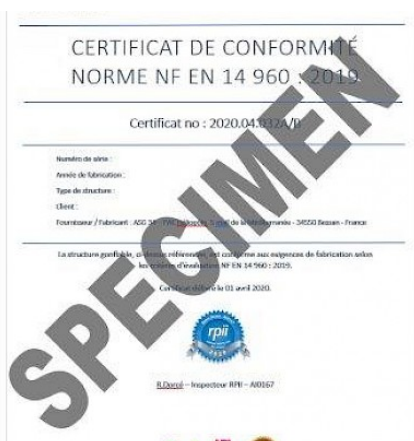 CERTIFICAT DE CONFORMITÉ
NORME NF EN 14 960 : 2019
Certificat no : 2020.04.032A/B
Numéro de série :
Année de fabrication :
Type de structure :
Client :
Fournisseur / Fabricant : ASG 34 - - 34550 Bessan - France
La structure gonflable, ci-dessus référencée, est conforme aux exigences de fabrication selon
les critères d'évaluation NF EN 14 960 : 2019.
Certificat délivré le 01 avril 2020.
rpii
R.Dorcé – Inspecteur RPII – AI0167
SPECIMEN